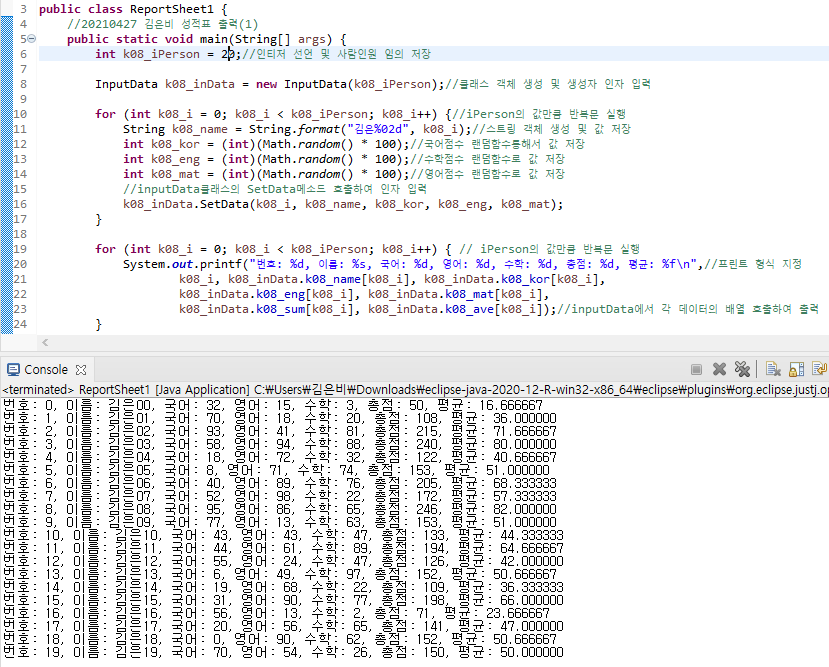 3 public class ReportSheet1 {
4 //20210427 김은비 성적표 출력(1)
5 public static void main(String[] args) {
6 int k08_iPerson = 20;//인티저 선언 및 사람인원 임의 저장
7
8 InputData k08_inData = new InputData(k08_iPerson);//클래스 객체 생성 및 생성자 인자 입력
9
10 for (int k08_i = 0; k08_i < k08_iPerson; k08_i++) {//iPerson의 값만큼 반복문 실행
11 String k08_name = String.format("김은%02d", k08_i);//스트링 객체 생성 및 값 저장
12 int k08_kor = (int)(Math.random() * 100);//국어점수 랜덤함수통해서 값 저장
13 int k08_eng = (int)(Math.random() * 100);//수학점수 랜덤함수로 값 저장
14 int k08_mat = (int)(Math.random() * 100);//영어점수 랜덤함수로 값 저장
15 //inputData클래스의 SetData메소드 호출하여 인자 입력
16 k08_inData.SetData(k08_i, k08_name, k08_kor, k08_eng, k08_mat);
17 }
18
19 for (int k08_i = 0; k08_i < k08_iPerson; k08_i++) { // iPerson의 값만큼 반복문 실행
20 System.out.printf("번호: %d, 이름: %s, 국어: %d, 영어: %d, 수학: %d, 총점: %d, 평균: %f\n",//프린트 형식 지정
21 k08_i, k08_inData.k08_name[k08_i], k08_inData.k08_kor[k08_i],
22 k08_inData.k08_eng[k08_i], k08_inData.k08_mat[k08_i],
23 k08_inData.k08_sum[k08_i], k08_inData.k08_ave[k08_i]);//inputData에서 각 데이터의 배열 호출하여 출력
24 }
Console
<terminated> ReportSheet1 [Java Application] C:₩Users₩김은비₩Downloads₩eclipse-java-2020-12-R-win32-x86_64₩eclipse₩plugins₩org.eclipse.justj.op
번호: 0, 이름: 김은00, 국어: 32, 영어: 15, 수학: 3, 총점: 50, 평균: 16.666667
번호: 1, 이름: 김은01, 국어: 70, 영어: 18, 수학: 20, 총점: 108, 평균: 36.000000
번호: 2, 이름: 김은02, 국어: 93, 영어: 41, 수학: 81, 총점: 215, 평균: 71.666667
번호: 3, 이름: 김은03, 국어: 58, 영어: 94, 수학: 88, 총점: 240, 평균: 80.000000
번호: 4, 이름: 김은04, 국어: 18, 영어: 72, 수학: 32, 총점: 122, 평균: 40.666667
번호: 5, 이름: 김은05, 국어: 8, 영어: 71, 수학: 74, 총점: 153, 평균: 51.000000
번호: 6, 이름: 김은06, 국어: 40, 영어: 89, 수학: 76, 총점: 205, 평균: 68.333333
번호: 7, 이름: 김은07, 국어: 52, 영어: 98, 수학: 22, 총점: 172, 평균: 57.333333
번호: 8, 이름: 김은08, 국어: 95, 영어: 86, 수학: 65, 총점: 246, 평균: 82.000000
번호: 9, 이름: 김은09, 국어: 77, 영어: 13, 수학: 63, 총점: 153, 평균: 51.000000
번호: 10, 이름: 김은10, 국어: 43, 영어: 43, 수학: 47, 총점: 133, 평균: 44.333333
번호: 11, 이름: 김은11, 국어: 44, 영어: 61, 수학: 89, 총점: 194, 평균: 64.666667
번호: 12, 이름: 김은12, 국어: 55, 영어: 24, 수학: 47, 총점: 126, 평균: 42.000000
번호: 13, 이름: 김은13, 국어: 6, 영어: 49, 수학: 97, 총점: 152, 평균: 50.666667
번호: 14, 이름: 김은14, 국어: 19, 영어: 68, 수학: 22, 총점: 109, 평균: 36.333333
번호: 15, 이름: 김은15, 국어: 31, 영어: 90, 수학: 77, 총점: 198, 평균: 66.000000
번호: 16, 이름: 김은16, 국어: 56, 영어: 13, 수학: 2, 총점: 71, 평균: 23.666667
번호: 17, 이름: 김은17, 국어: 20, 영어: 56, 수학: 65, 총점: 141, 평균: 47.000000
번호: 18, 이름: 김은18, 국어: 0, 영어: 90, 수학: 62, 총점: 152, 평균: 50.666667
번호: 19, 이름: 김은19, 국어: 70, 영어: 54, 수학: 26, 총점: 150, 평균: 50.000000